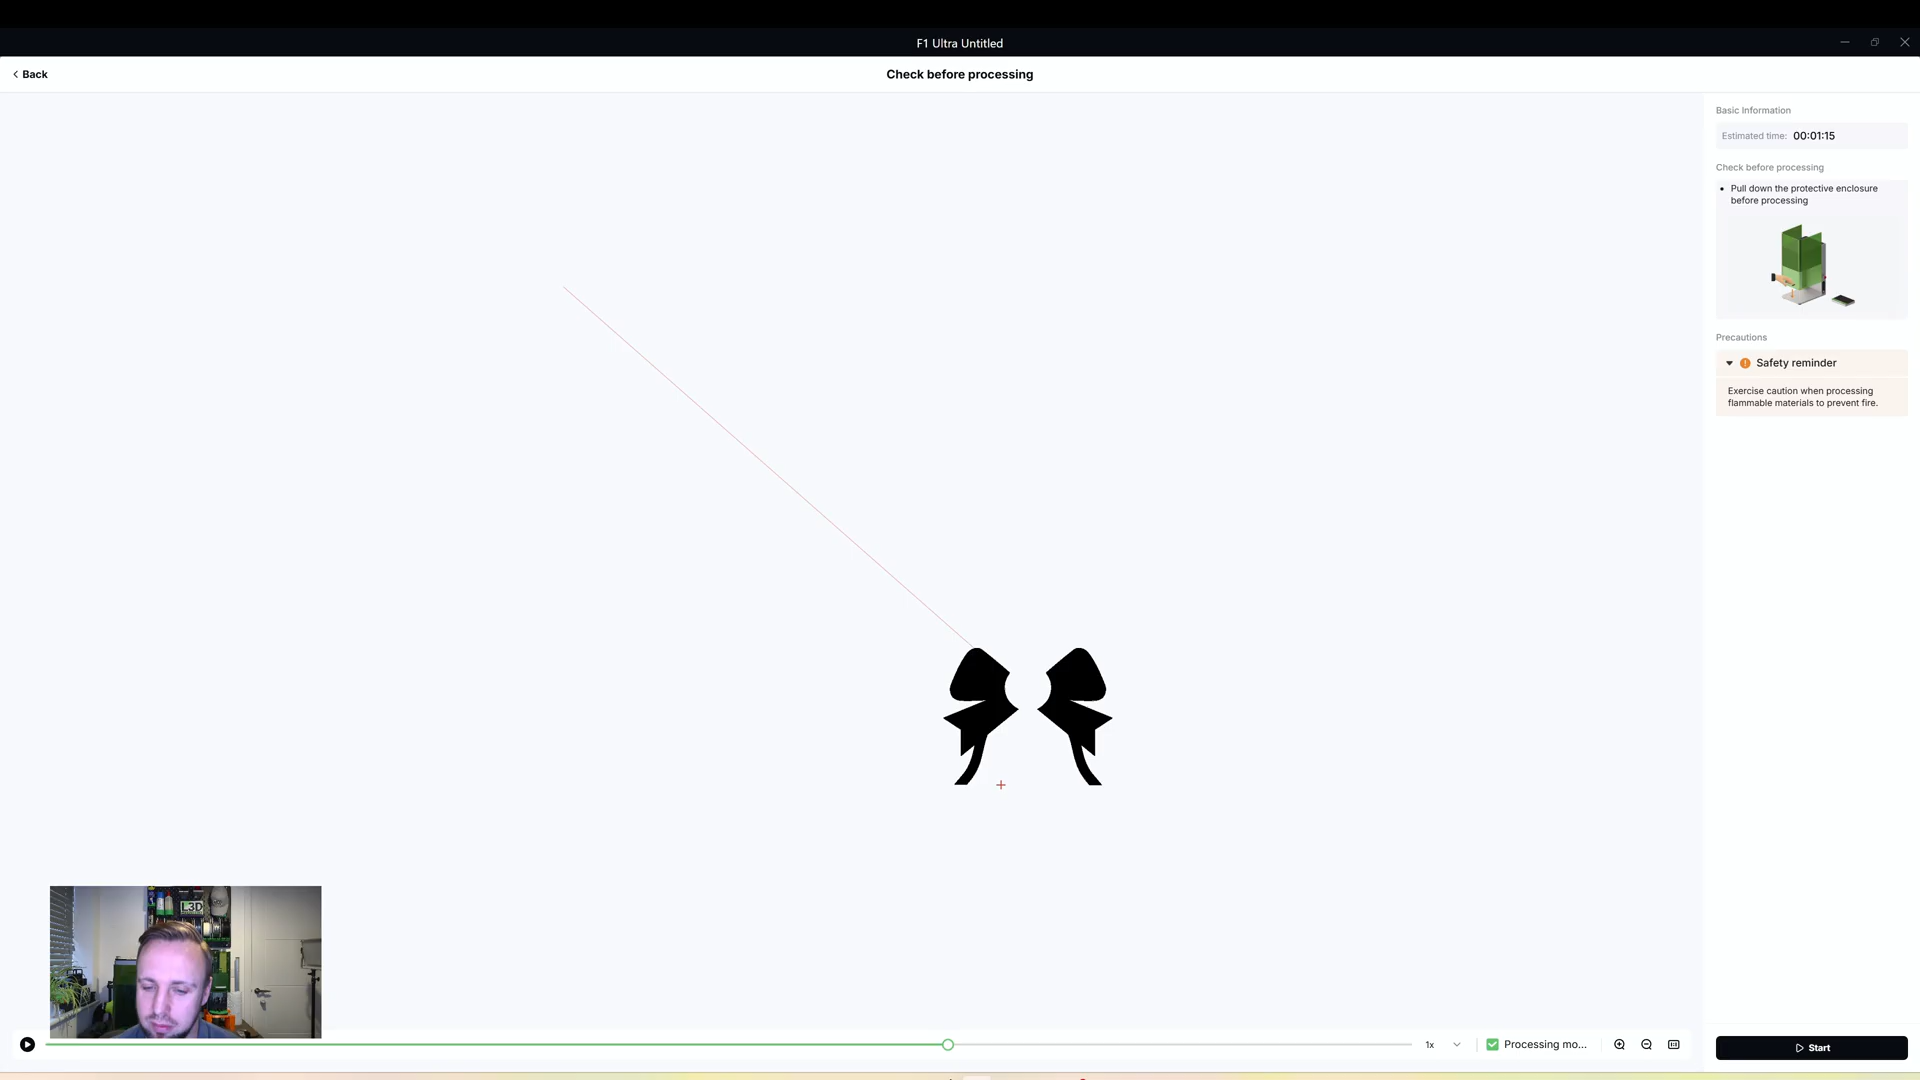 F1 Ultra Untitled
Back
Check before processing
Basic Information
Estimated time: 00:01:15
Check before processing
• Pull down the protective enclosure
before processing
Precautions
Safety reminder
Exercise caution when processing
flammable materials to prevent fire.
L3D
1x
Processing mo...
Start